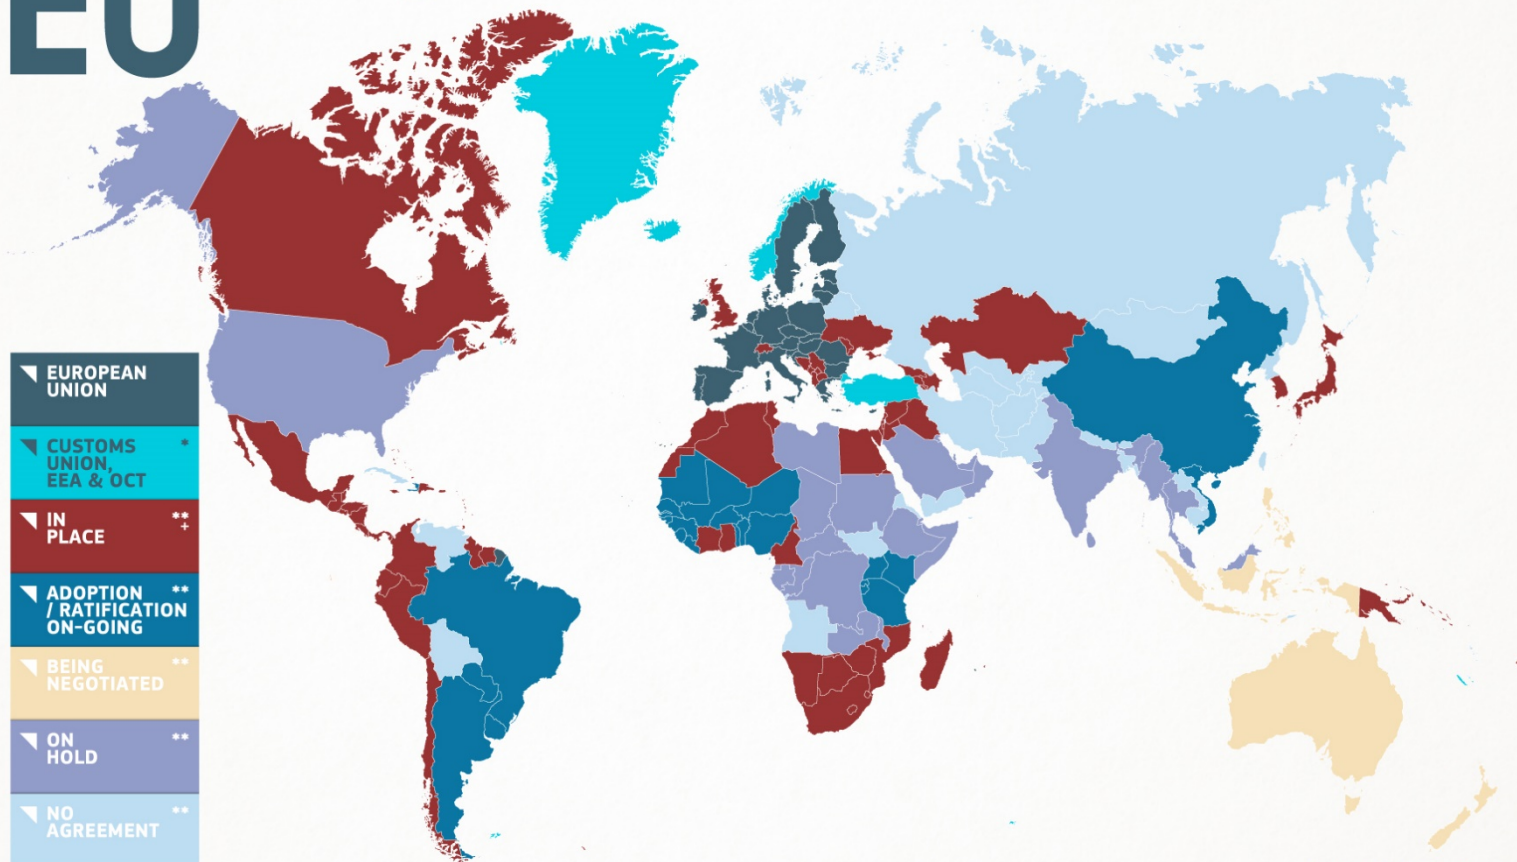 EU
EUROPEAN
UNION
CUSTOMS *
UNION,
EEA & OCT
IN **
PLACE +
ADOPTION **
/ RATIFICATION
ON-GOING
BEING **
NEGOTIATED
ON **
HOLD
NO **
AGREEMENT